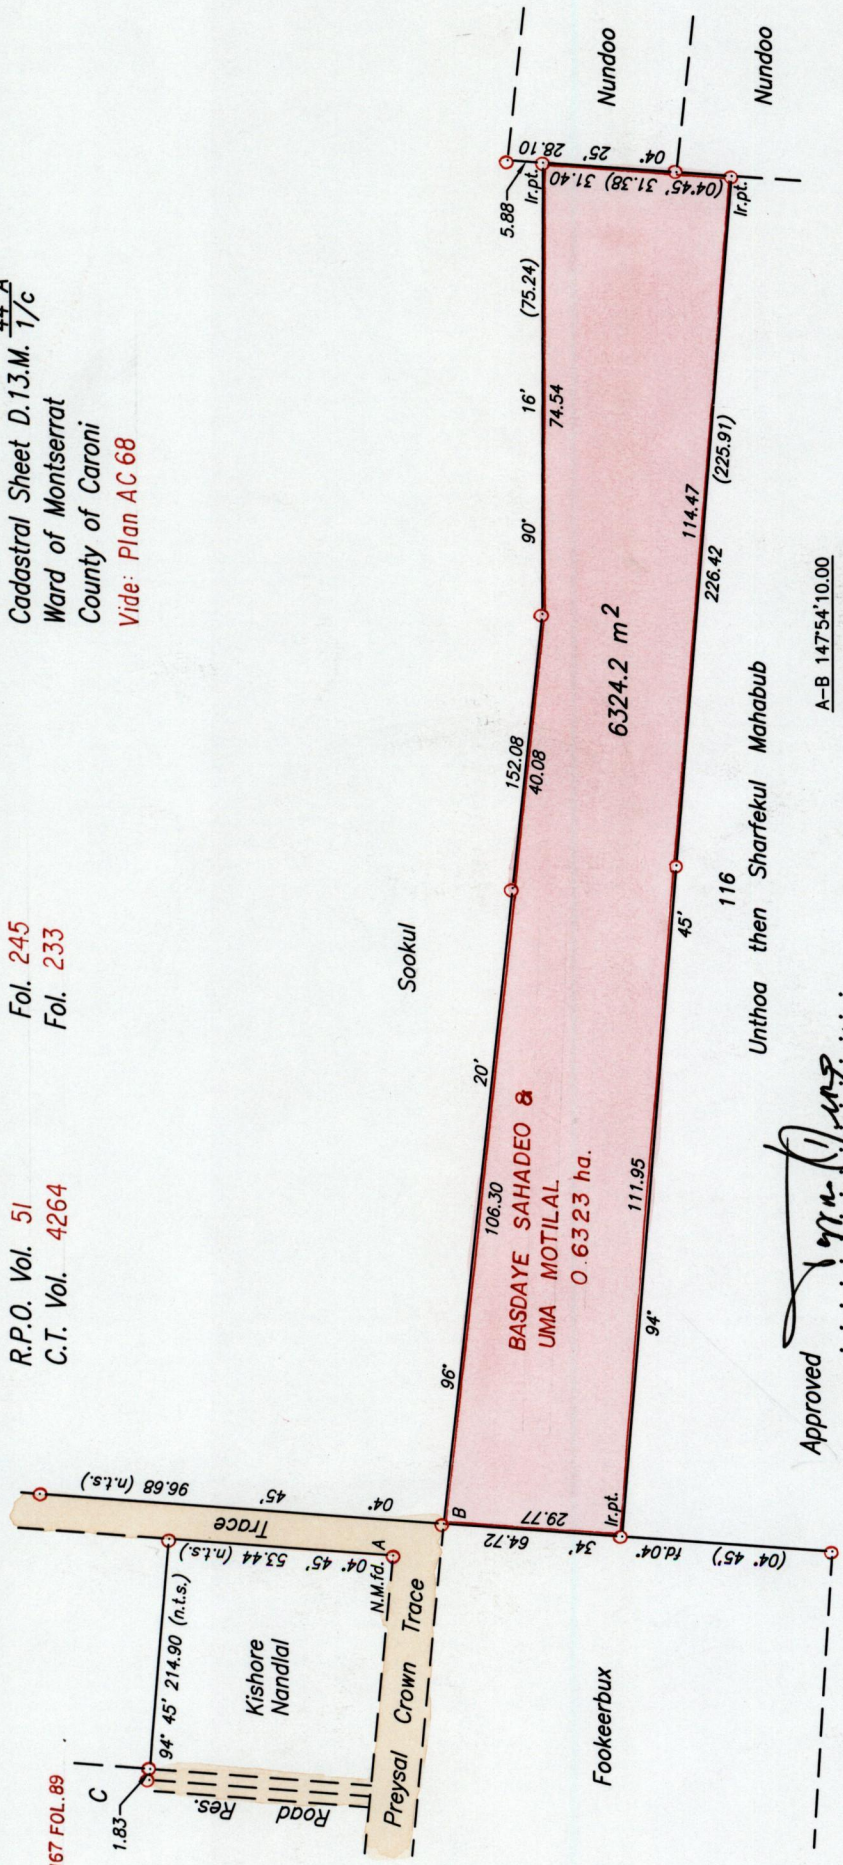 R.P.O. Vol. 51 Fol. 245
C.T. Vol. 4264 Fol. 233
Cadastral Sheet D.13.M. 1/c
Ward of Montserrat
County of Caroni
Vide: Plan AC 68
67 FOL.89
C
1.83
94° 45' 214.90 (n.t.s.)
Kishore
Nandlal
Road Res.
Preysal Crown Trace
Trace
04° 45' 96.68 (n.t.s.)
04° 45' 53.44 (n.t.s.)
N.M.fd. A
B
Sookul
96° 106.30 20' 152.08
40.08
90° 16' (75.24)
74.54
5.88
Ir.pt.
04° 25' 28.10
31.40
(04°45' 31.38)
Ir.pt.
Nundoo
Nundoo
BASDAYE SAHADEO &
UMA MOTILAL
0.6323 ha.
6324.2 m²
29.77
64.72
34'
fd.04°
(04° 45')
Ir.pt.
Fookeerbux
94° 111.95 45' 114.47
226.42
(225.91)
116
Unthoa then Sharfekul Mahabub
A-B 147°54'10.00
Approved